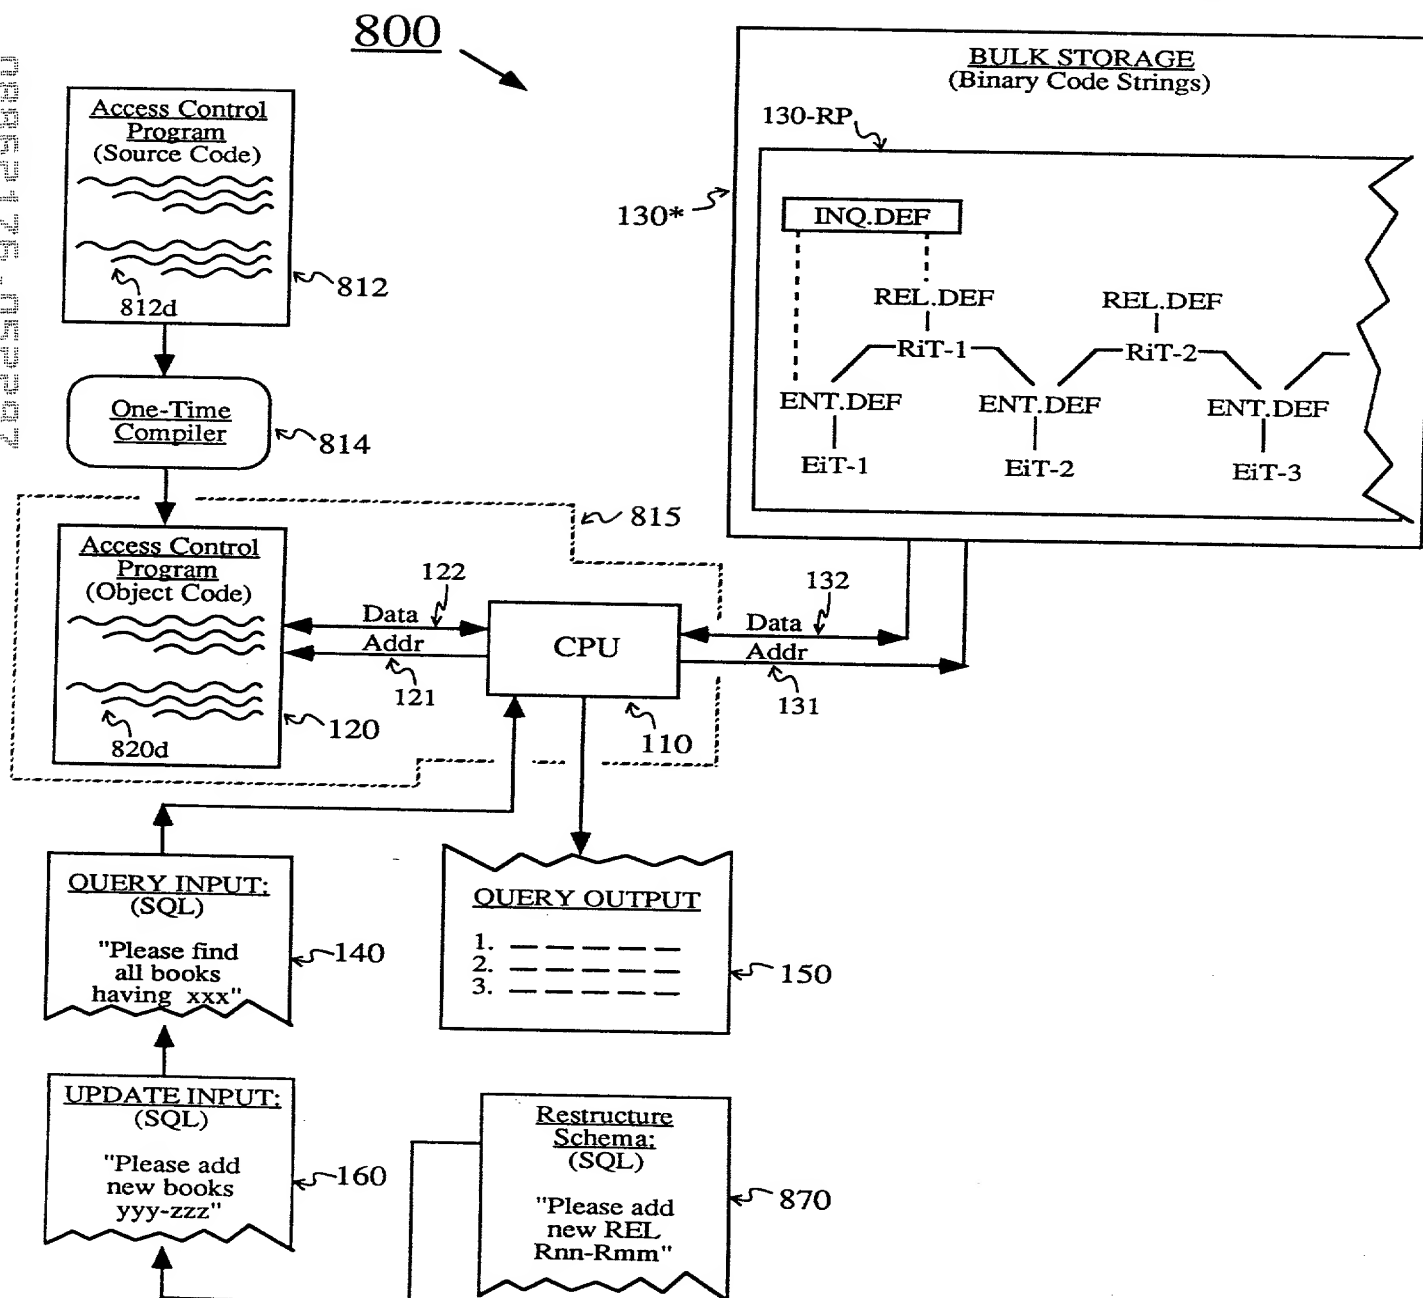 800
BULK STORAGE
(Binary Code Strings)
130-RP
130*
INQ.DEF
REL.DEF
REL.DEF
RiT-1
RiT-2
ENT.DEF
ENT.DEF
ENT.DEF
EiT-1
EiT-2
EiT-3
Access Control
Program
(Source Code)
812d
812
One-Time
Compiler
814
815
Access Control
Program
(Object Code)
820d
120
122
Data
Addr
121
CPU
110
132
Data
Addr
131
QUERY INPUT:
(SQL)
"Please find
all books
having xxx"
140
QUERY OUTPUT
1.
2.
3.
150
UPDATE INPUT:
(SQL)
"Please add
new books
yyy-zzz"
160
Restructure
Schema:
(SQL)
"Please add
new REL
Rnn-Rmm"
870